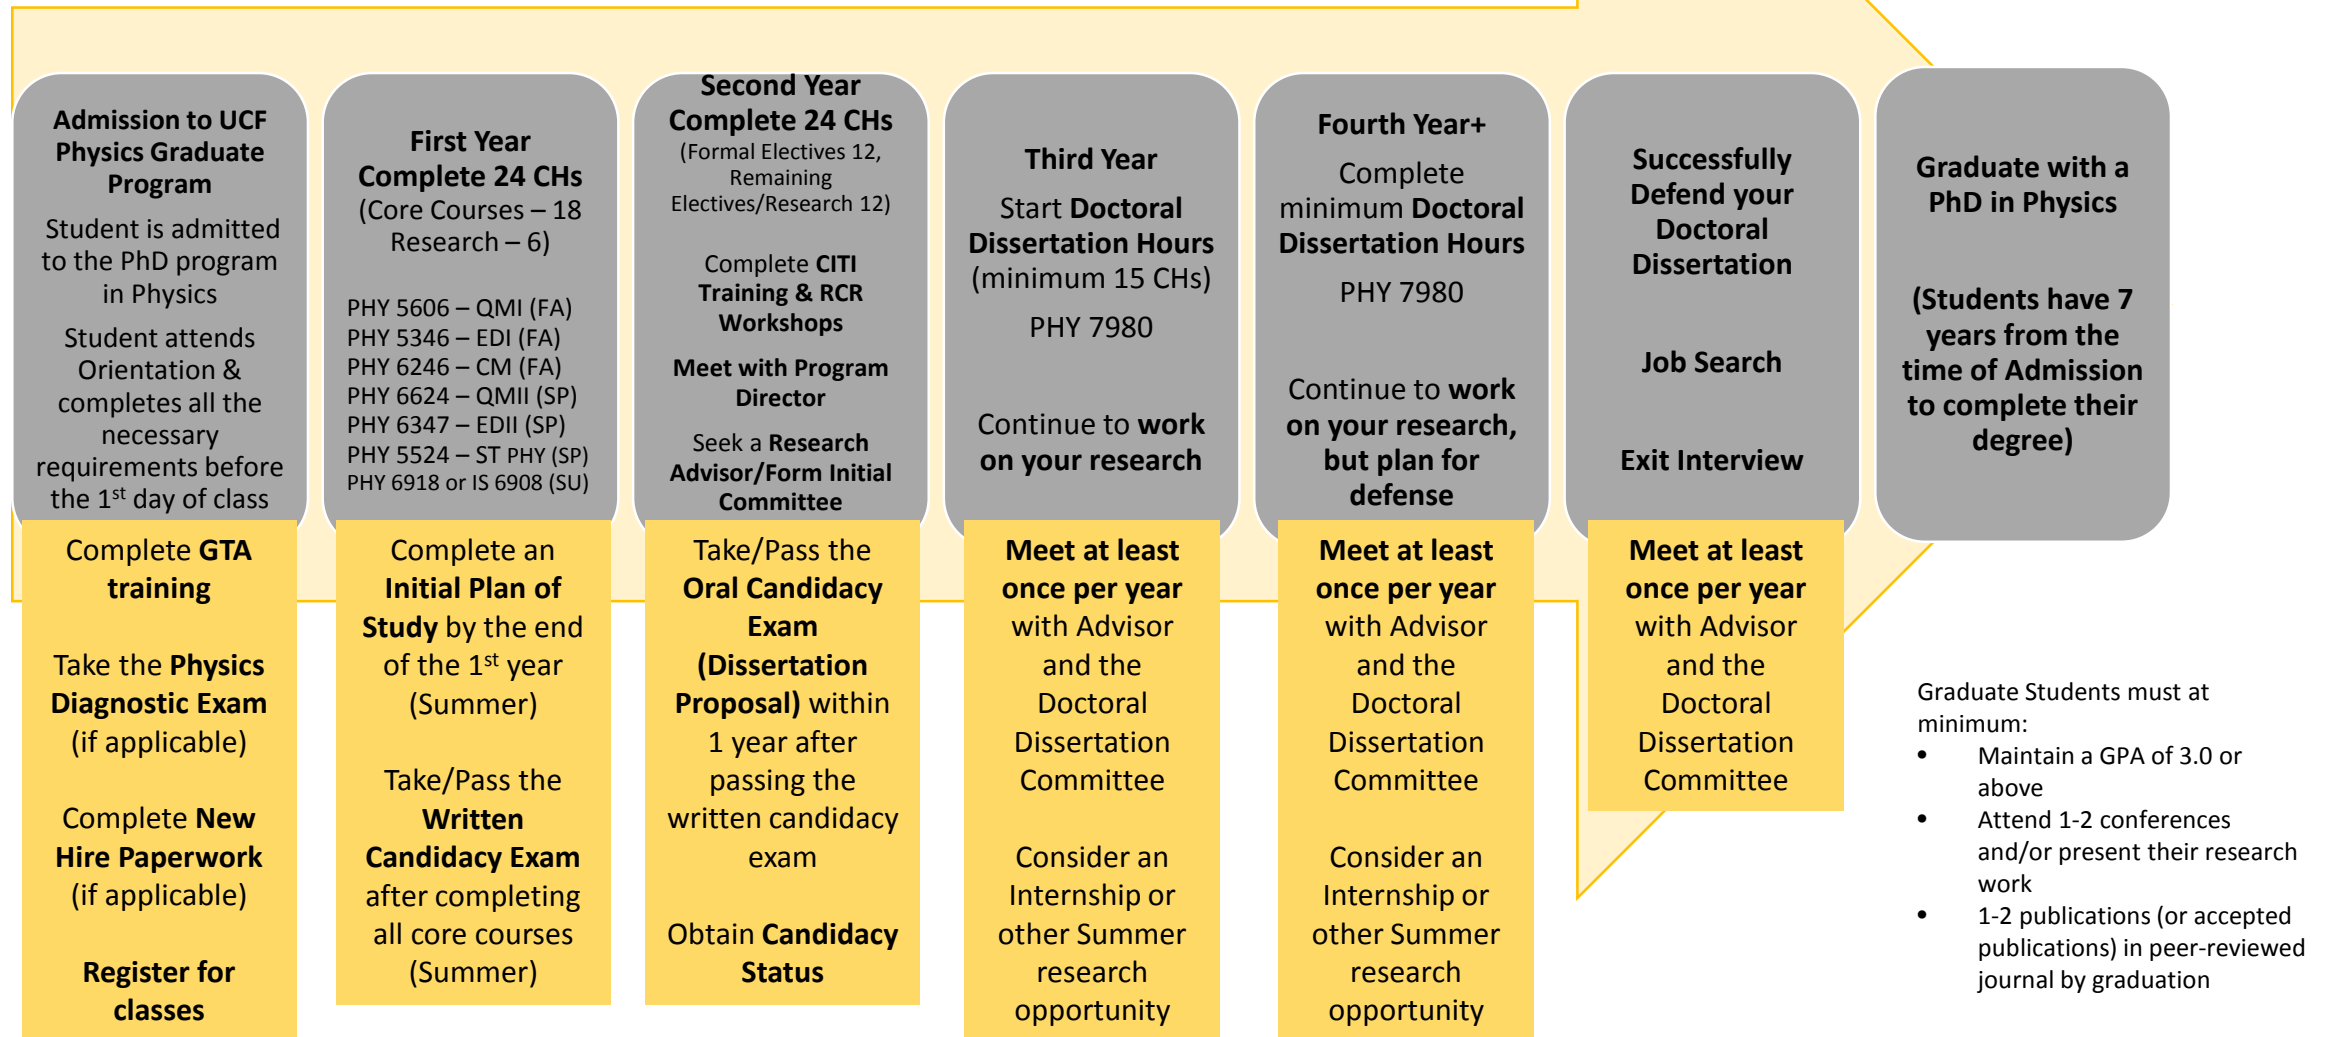 Admission to UCF
Physics Graduate
Program
Student is admitted
to the PhD program
in Physics
Student attends
Orientation &
completes all the
necessary
requirements before
the 1st day of class
Complete GTA
training
Take the Physics
Diagnostic Exam
(if applicable)
Complete New
Hire Paperwork
(if applicable)
Register for
classes
First Year
Complete 24 CHs
(Core Courses – 18
Research – 6)
PHY 5606 – QMI (FA)
PHY 5346 – EDI (FA)
PHY 6246 – CM (FA)
PHY 6624 – QMII (SP)
PHY 6347 – EDII (SP)
PHY 5524 – ST PHY (SP)
PHY 6918 or IS 6908 (SU)
Complete an
Initial Plan of
Study by the end
of the 1st year
(Summer)
Take/Pass the
Written
Candidacy Exam
after completing
all core courses
(Summer)
Second Year
Complete 24 CHs
(Formal Electives 12,
Remaining
Electives/Research 12)
Complete CITI
Training & RCR
Workshops
Meet with Program
Director
Seek a Research
Advisor/Form Initial
Committee
Take/Pass the
Oral Candidacy
Exam
(Dissertation
Proposal) within
1 year after
passing the
written candidacy
exam
Obtain Candidacy
Status
Third Year
Start Doctoral
Dissertation Hours
(minimum 15 CHs)
PHY 7980
Continue to work
on your research
Meet at least
once per year
with Advisor
and the
Doctoral
Dissertation
Committee
Consider an
Internship or
other Summer
research
opportunity
Fourth Year+
Complete
minimum Doctoral
Dissertation Hours
PHY 7980
Continue to work
on your research,
but plan for
defense
Meet at least
once per year
with Advisor
and the
Doctoral
Dissertation
Committee
Consider an
Internship or
other Summer
research
opportunity
Successfully
Defend your
Doctoral
Dissertation
Job Search
Exit Interview
Meet at least
once per year
with Advisor
and the
Doctoral
Dissertation
Committee
Graduate with a
PhD in Physics
(Students have 7
years from the
time of Admission
to complete their
degree)
Graduate Students must at
minimum:
• Maintain a GPA of 3.0 or
above
• Attend 1-2 conferences
and/or present their research
work
• 1-2 publications (or accepted
publications) in peer-reviewed
journal by graduation